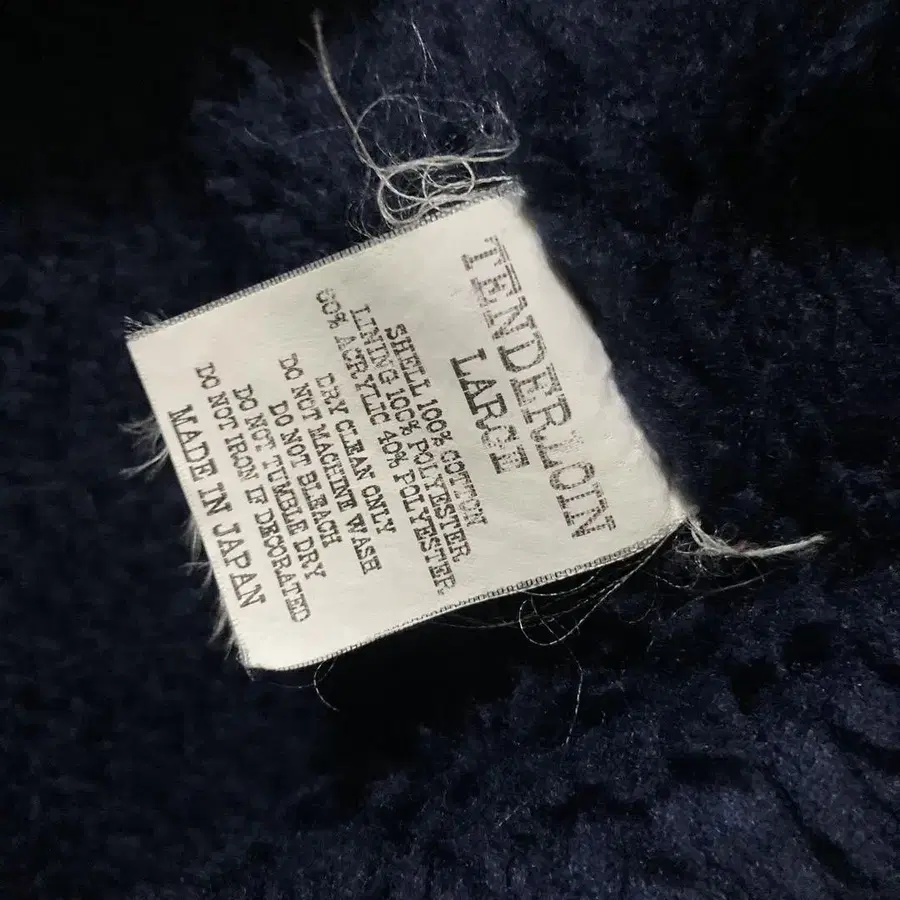 TENDERLOIN
LARGE
SHELL 100% COTTON
LINING 100% POLYESTER
60% ACRYLIC 40% POLYESTER.
DRY CLEAN ONLY
DO NOT MACHINE WASH
DO NOT BLEACH
DO NOT TUMBLE DRY
DO NOT IRON IF DECORATED
MADE IN JAPAN